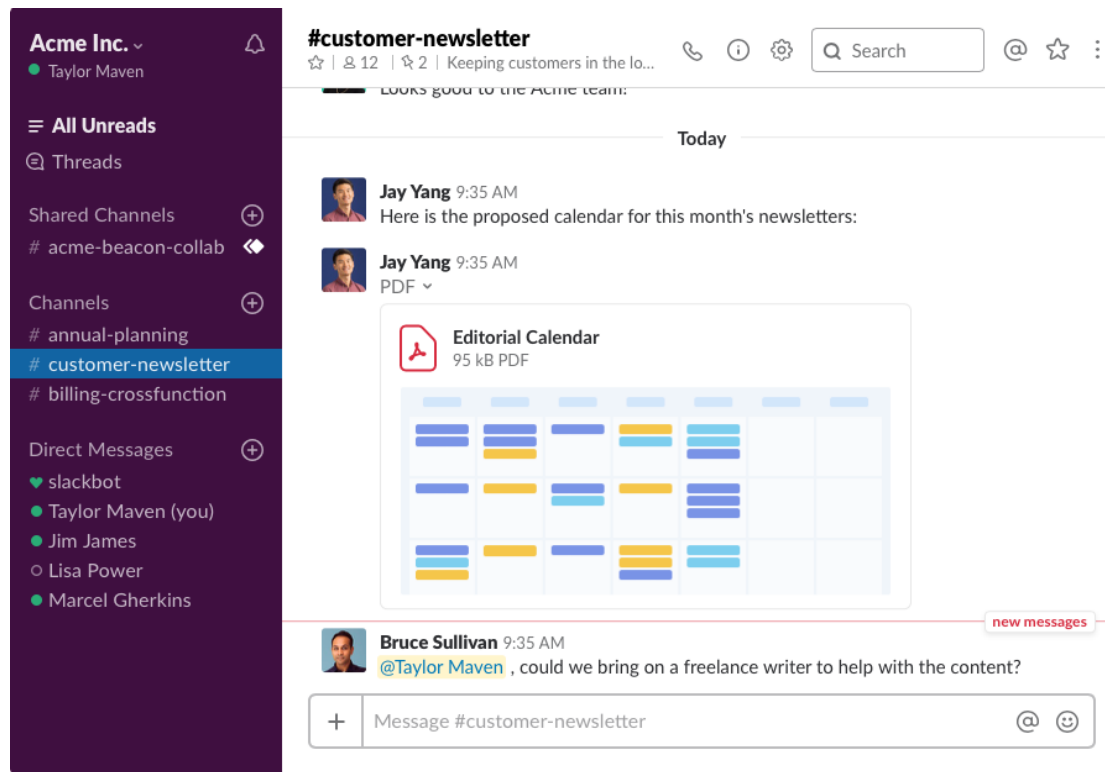 Acme Inc.
Taylor Maven
All Unreads
Threads
Shared Channels
# acme-beacon-collab
Channels
# annual-planning
# customer-newsletter
# billing-crossfunction
Direct Messages
slackbot
Taylor Maven (you)
Jim James
Lisa Power
Marcel Gherkins
#customer-newsletter
12 | 2 | Keeping customers in the lo...
Search
Looks good to the Acme team!
Today
Jay Yang 9:35 AM
Here is the proposed calendar for this month's newsletters:
Jay Yang 9:35 AM
PDF
Editorial Calendar
95 kB PDF
new messages
Bruce Sullivan 9:35 AM
@Taylor Maven , could we bring on a freelance writer to help with the content?
Message #customer-newsletter